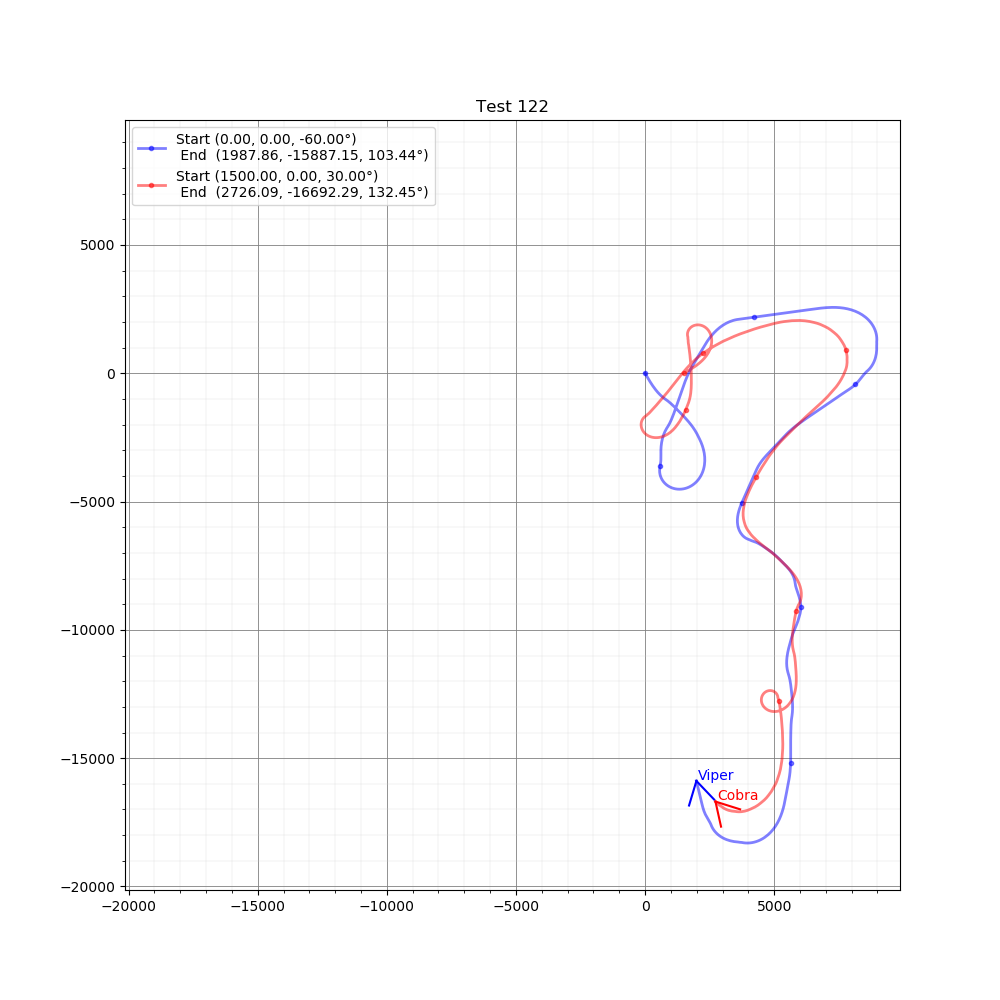 Test 122
Start (0.00, 0.00, -60.00°)
End (1987.86, -15887.15, 103.44°)
Start (1500.00, 0.00, 30.00°)
End (2726.09, -16692.29, 132.45°)
5000
0
−5000
−10000
−15000
−20000
Viper
Cobra
−20000 −15000 −10000 −5000 0 5000